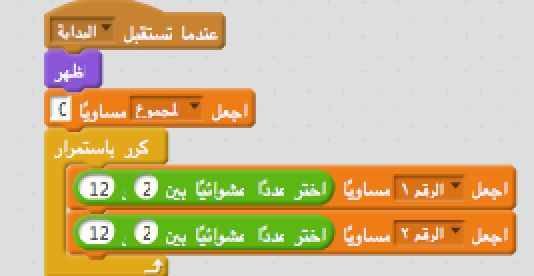 عندما تستقبل البداية
اظهر
اجعل المجموع مساويًا 0
كرر باستمرار
اجعل الرقم ١ مساويًا اختر عددًا عشوائيًا بين 2 , 12
اجعل الرقم ٢ مساويًا اختر عددًا عشوائيًا بين 2 , 12